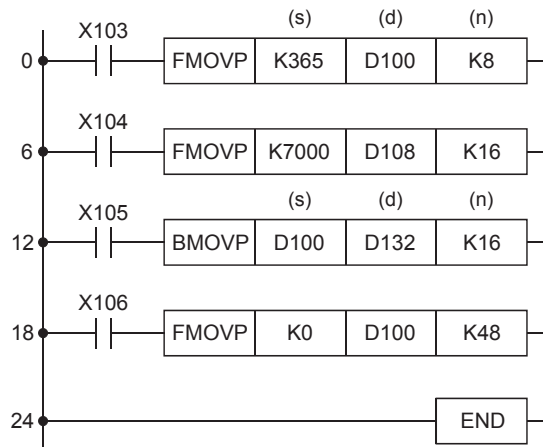 (s) (d) (n)
X103
0 FMOVP K365 D100 K8
X104
6 FMOVP K7000 D108 K16
(s) (d) (n)
X105
12 BMOVP D100 D132 K16
X106
18 FMOVP K0 D100 K48
24 END